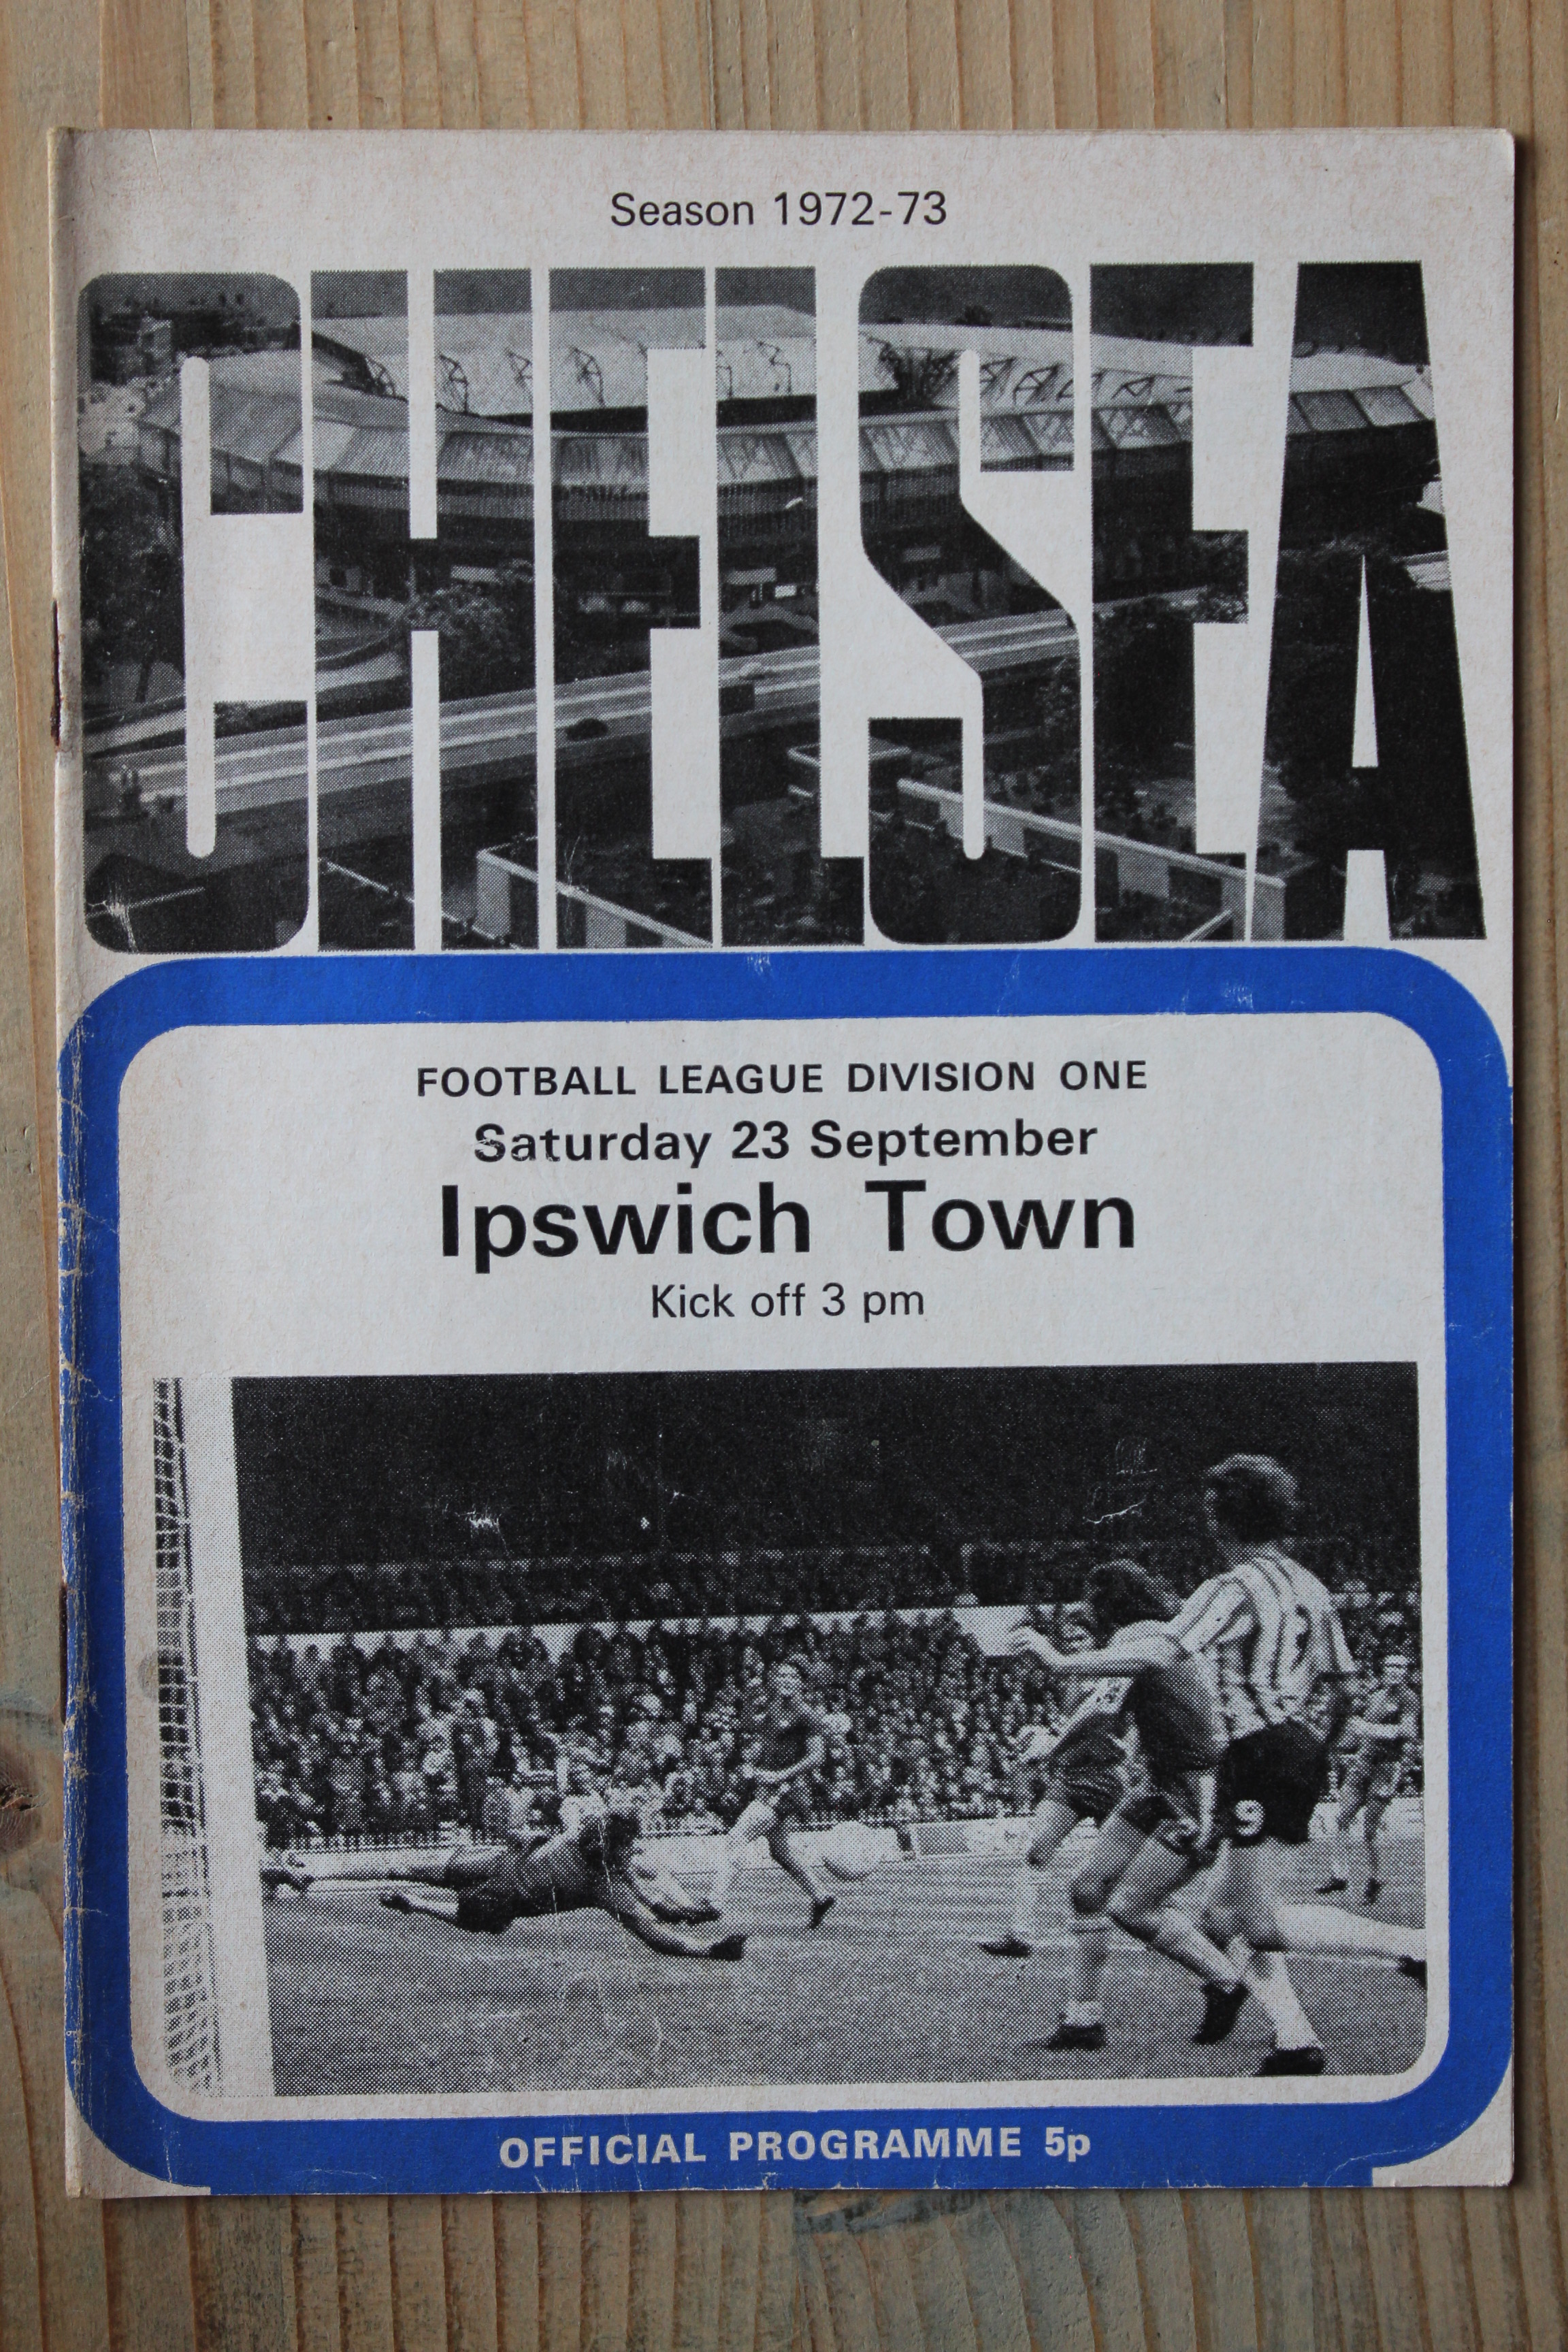 Season 1972-73
CHELSEA
FOOTBALL LEAGUE DIVISION ONE
Saturday 23 September
Ipswich Town
Kick off 3 pm
9
OFFICIAL PROGRAMME 5p